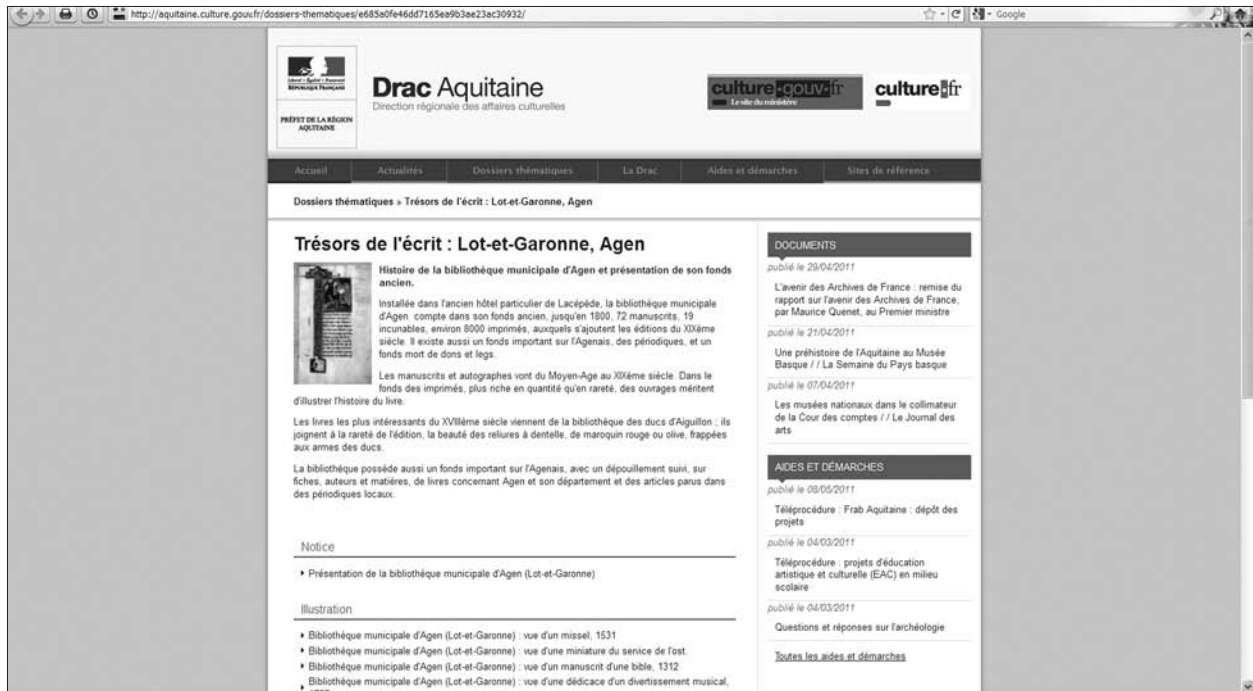 http://aquitaine.culture.gouv.fr/dossiers-thematiques/e685a0fe46dd7165ea9b3ae23ac30932/
Google
Liberté • Égalité • Fraternité
RÉPUBLIQUE FRANÇAISE
PRÉFET DE LA RÉGION
AQUITAINE
Drac Aquitaine
Direction régionale des affaires culturelles
culture.gouv.fr
Le site du ministère
culture.fr
Accueil Actualités Dossiers thématiques La Drac Aides et démarches Sites de référence
Dossiers thématiques » Trésors de l'écrit : Lot-et-Garonne, Agen
Trésors de l'écrit : Lot-et-Garonne, Agen
Histoire de la bibliothèque municipale d'Agen et présentation de son fonds
ancien.
Installée dans l'ancien hôtel particulier de Lacépède, la bibliothèque municipale
d'Agen compte dans son fonds ancien, jusqu'en 1800, 72 manuscrits, 19
incunables, environ 8000 imprimés, auxquels s'ajoutent les éditions du XIXème
siècle. Il existe aussi un fonds important sur l'Agenais, des périodiques, et un
fonds mort de dons et legs.
Les manuscrits et autographes vont du Moyen-Age au XIXème siècle. Dans le
fonds des imprimés, plus riche en quantité qu'en rareté, des ouvrages méritent
d'illustrer l'histoire du livre.
Les livres les plus intéressants du XVIIIème siècle viennent de la bibliothèque des ducs d'Aiguillon ; ils
joignent à la rareté de l'édition, la beauté des reliures à dentelle, de maroquin rouge ou olive, frappées
aux armes des ducs.
La bibliothèque possède aussi un fonds important sur l'Agenais, avec un dépouillement suivi, sur
fiches, auteurs et matières, de livres concernant Agen et son département et des articles parus dans
des périodiques locaux.
Notice
Présentation de la bibliothèque municipale d'Agen (Lot-et-Garonne)
Illustration
Bibliothèque municipale d'Agen (Lot-et-Garonne) : vue d'un missel, 1531
Bibliothèque municipale d'Agen (Lot-et-Garonne) : vue d'une miniature du service de l'ost.
Bibliothèque municipale d'Agen (Lot-et-Garonne) : vue d'un manuscrit d'une bible, 1312
Bibliothèque municipale d'Agen (Lot-et-Garonne) : vue d'une dédicace d'un divertissement musical,
DOCUMENTS
publié le 29/04/2011
L'avenir des Archives de France : remise du
rapport sur l'avenir des Archives de France,
par Maurice Quenet, au Premier ministre
publié le 21/04/2011
Une préhistoire de l'Aquitaine au Musée
Basque / / La Semaine du Pays basque
publié le 07/04/2011
Les musées nationaux dans le collimateur
de la Cour des comptes / / Le Journal des
arts
AIDES ET DÉMARCHES
publié le 08/05/2011
Téléprocédure : Frab Aquitaine : dépôt des
projets
publié le 04/03/2011
Téléprocédure : projets d'éducation
artistique et culturelle (EAC) en milieu
scolaire
publié le 04/03/2011
Questions et réponses sur l'archéologie
Toutes les aides et démarches